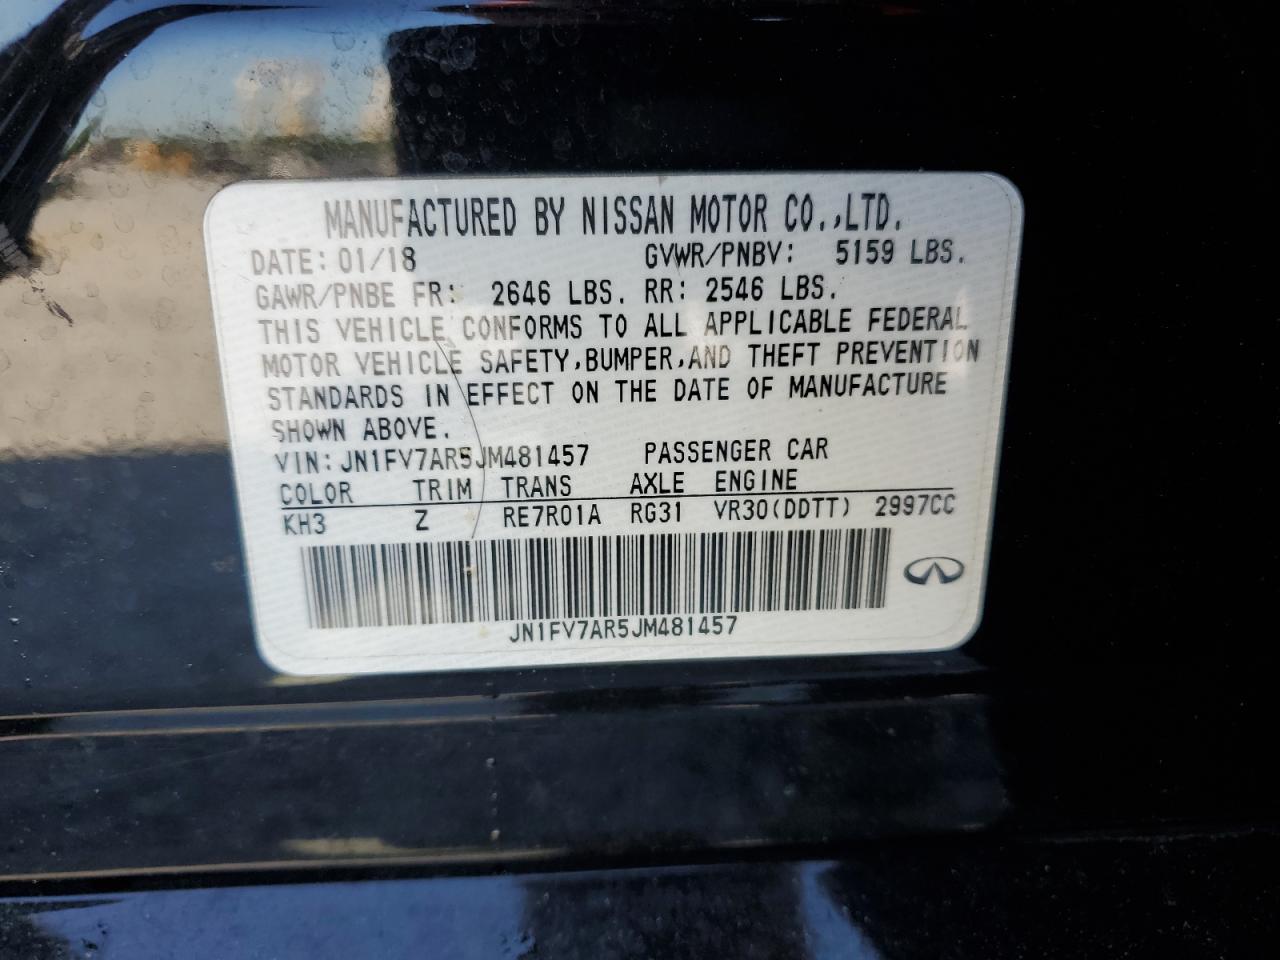 MANUFACTURED BY NISSAN MOTOR CO.,LTD.
DATE: 01/18 GVWR/PNBV: 5159 LBS.
GAWR/PNBE FR: 2646 LBS. RR: 2546 LBS.
THIS VEHICLE CONFORMS TO ALL APPLICABLE FEDERAL
MOTOR VEHICLE SAFETY,BUMPER,AND THEFT PREVENTION
STANDARDS IN EFFECT ON THE DATE OF MANUFACTURE
SHOWN ABOVE.
VIN: JN1FV7AR5JM481457 PASSENGER CAR
COLOR TRIM TRANS AXLE ENGINE
KH3 Z RE7R01A RG31 VR30(DDTT) 2997CC
JN1FV7AR5JM481457